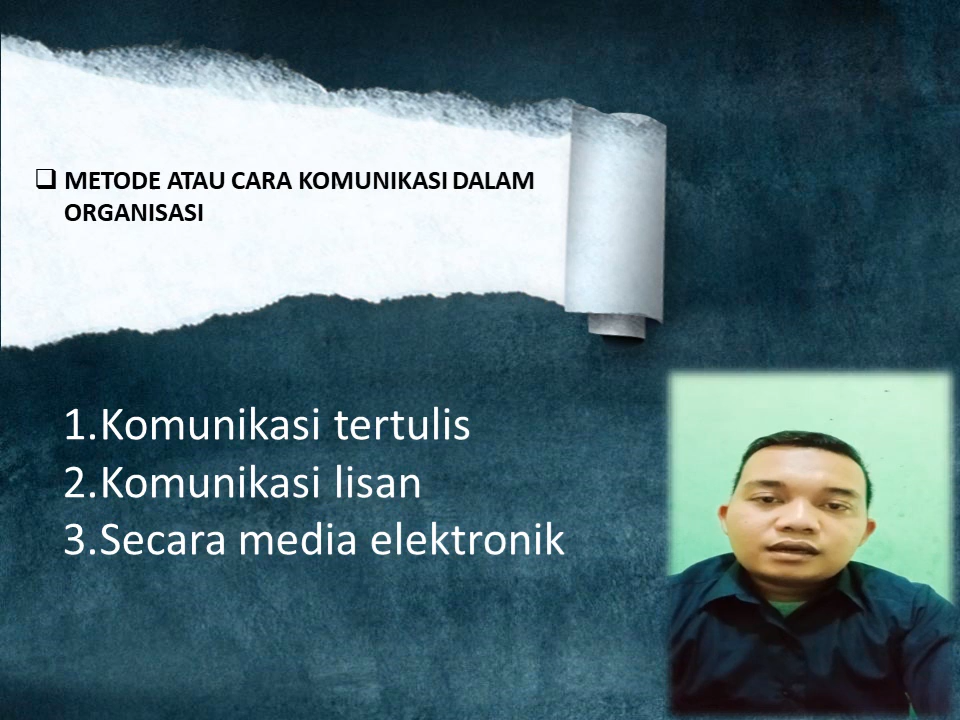 ❑ METODE ATAU CARA KOMUNIKASI DALAM
ORGANISASI
1.Komunikasi tertulis
2.Komunikasi lisan
3.Secara media elektronik